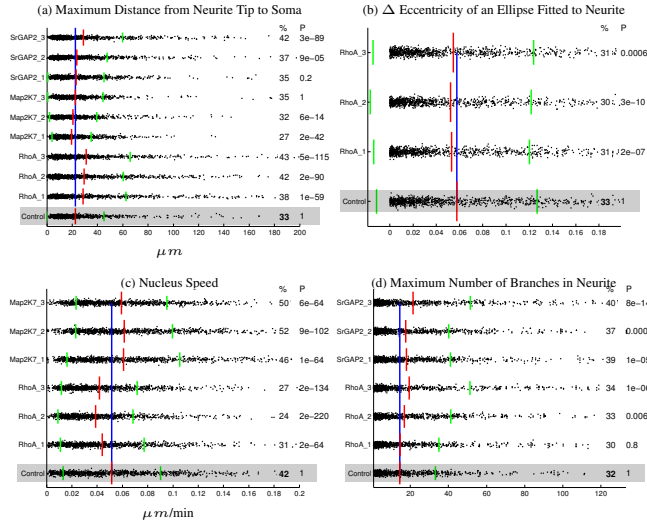 (a) Maximum Distance from Neurite Tip to Soma
% P
SrGAP2_3 42 3e-89
SrGAP2_2 37 9e-05
SrGAP2_1 35 0.2
Map2K7_3 35 1
Map2K7_2 32 6e-14
Map2K7_1 27 2e-42
RhoA_3 43 5e-115
RhoA_2 42 2e-90
RhoA_1 38 1e-59
Control 33 1
0 20 40 60 80 100 120 140 160 180 200
μm
(b) Δ Eccentricity of an Ellipse Fitted to Neurite
% P
RhoA_3 31 0.0006
RhoA_2 30 3e-10
RhoA_1 31 2e-07
Control 33 1
0 0.02 0.04 0.06 0.08 0.1 0.12 0.14 0.16 0.18
(c) Nucleus Speed
% P
Map2K7_3 50 6e-64
Map2K7_2 52 9e-102
Map2K7_1 46 1e-64
RhoA_3 27 2e-134
RhoA_2 24 2e-220
RhoA_1 31 2e-64
Control 42 1
0 0.02 0.04 0.06 0.08 0.1 0.12 0.14 0.16 0.18 0.2
μm/min
(d) Maximum Number of Branches in Neurite
% P
SrGAP2_3 40
SrGAP2_2 37
SrGAP2_1 39
RhoA_3 34
RhoA_2 33 0.006
RhoA_1 30 0.8
Control 32 1
0 20 40 60 80 100 120